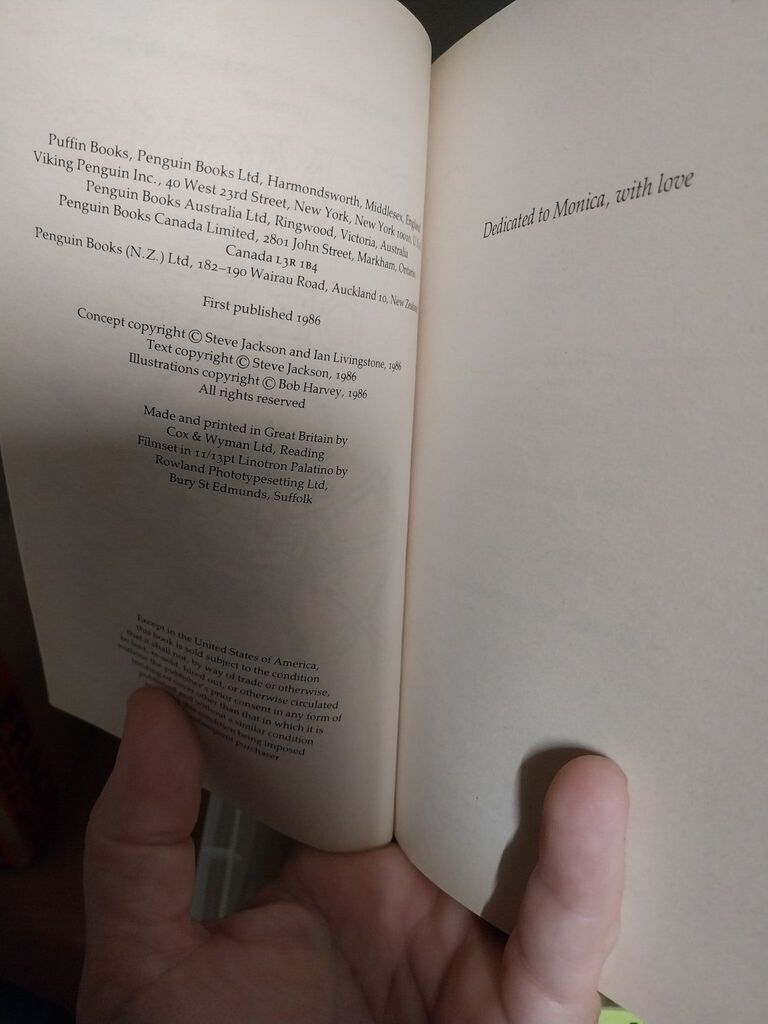 Puffin Books, Penguin Books Ltd, Harmondsworth, Middlesex, England
Viking Penguin Inc., 40 West 23rd Street, New York, New York 10010, U.S.A.
Penguin Books Australia Ltd, Ringwood, Victoria, Australia
Penguin Books Canada Limited, 2801 John Street, Markham, Ontario,
Canada L3R 1B4
Penguin Books (N.Z.) Ltd, 182–190 Wairau Road, Auckland 10, New Zealand
First published 1986
Concept copyright © Steve Jackson and Ian Livingstone, 1986
Text copyright © Steve Jackson, 1986
Illustrations copyright © Bob Harvey, 1986
All rights reserved
Made and printed in Great Britain by
Cox & Wyman Ltd, Reading
Filmset in 11/13pt Linotron Palatino by
Rowland Phototypesetting Ltd,
Bury St Edmunds, Suffolk
Except in the United States of America,
this book is sold subject to the condition
that it shall not, by way of trade or otherwise,
be lent, re-sold, hired out, or otherwise circulated
without the publisher's prior consent in any form of
binding or cover other than that in which it is
published and without a similar condition
this condition being imposed
purchaser
Dedicated to Monica, with love